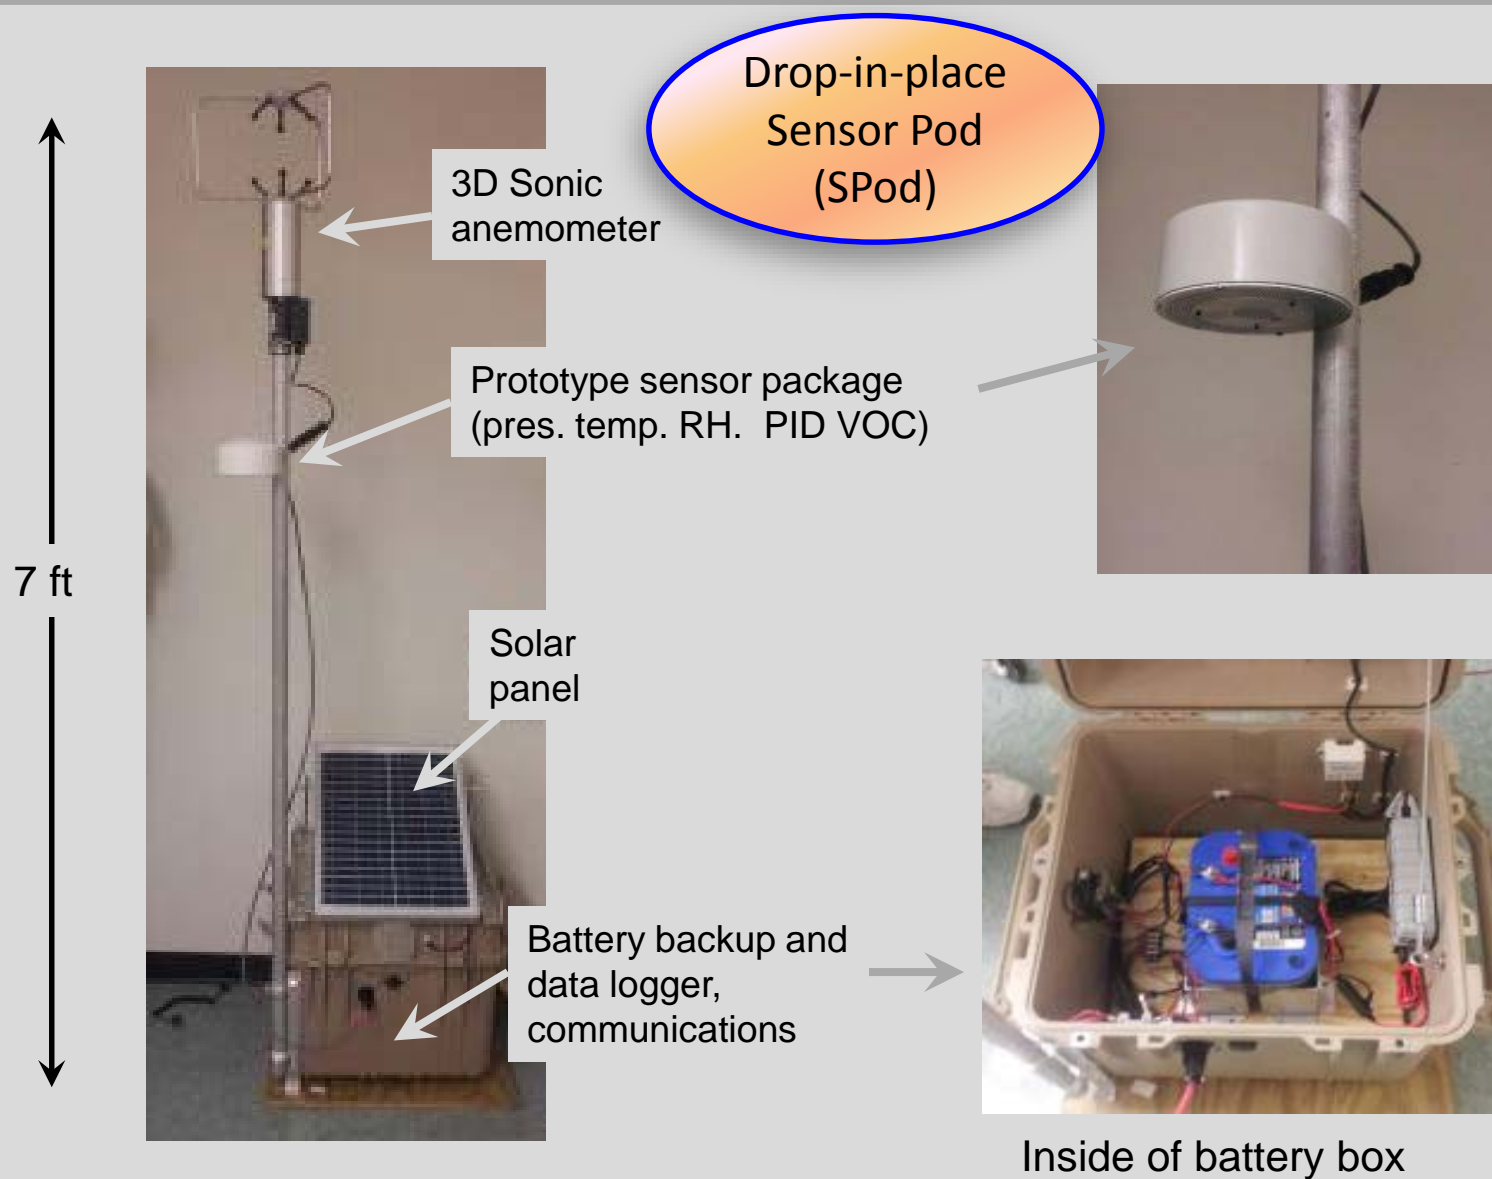 Drop-in-place
Sensor Pod
(SPod)
3D Sonic
anemometer
Prototype sensor package
(pres. temp. RH.  PID VOC)
7 ft
Solar
panel
Battery backup and
data logger,
communications
Inside of battery box